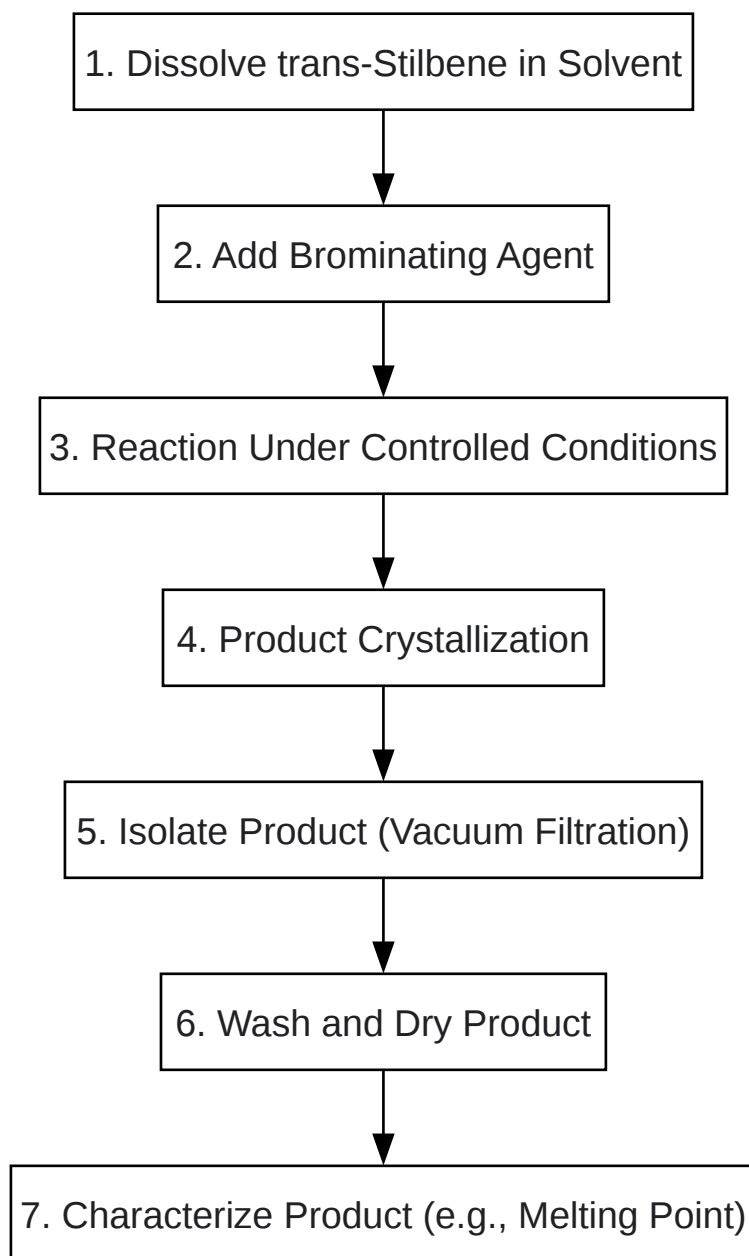 1. Dissolve trans-Stilbene in Solvent
2. Add Brominating Agent
3. Reaction Under Controlled Conditions
4. Product Crystallization
5. Isolate Product (Vacuum Filtration)
6. Wash and Dry Product
7. Characterize Product (e.g., Melting Point)